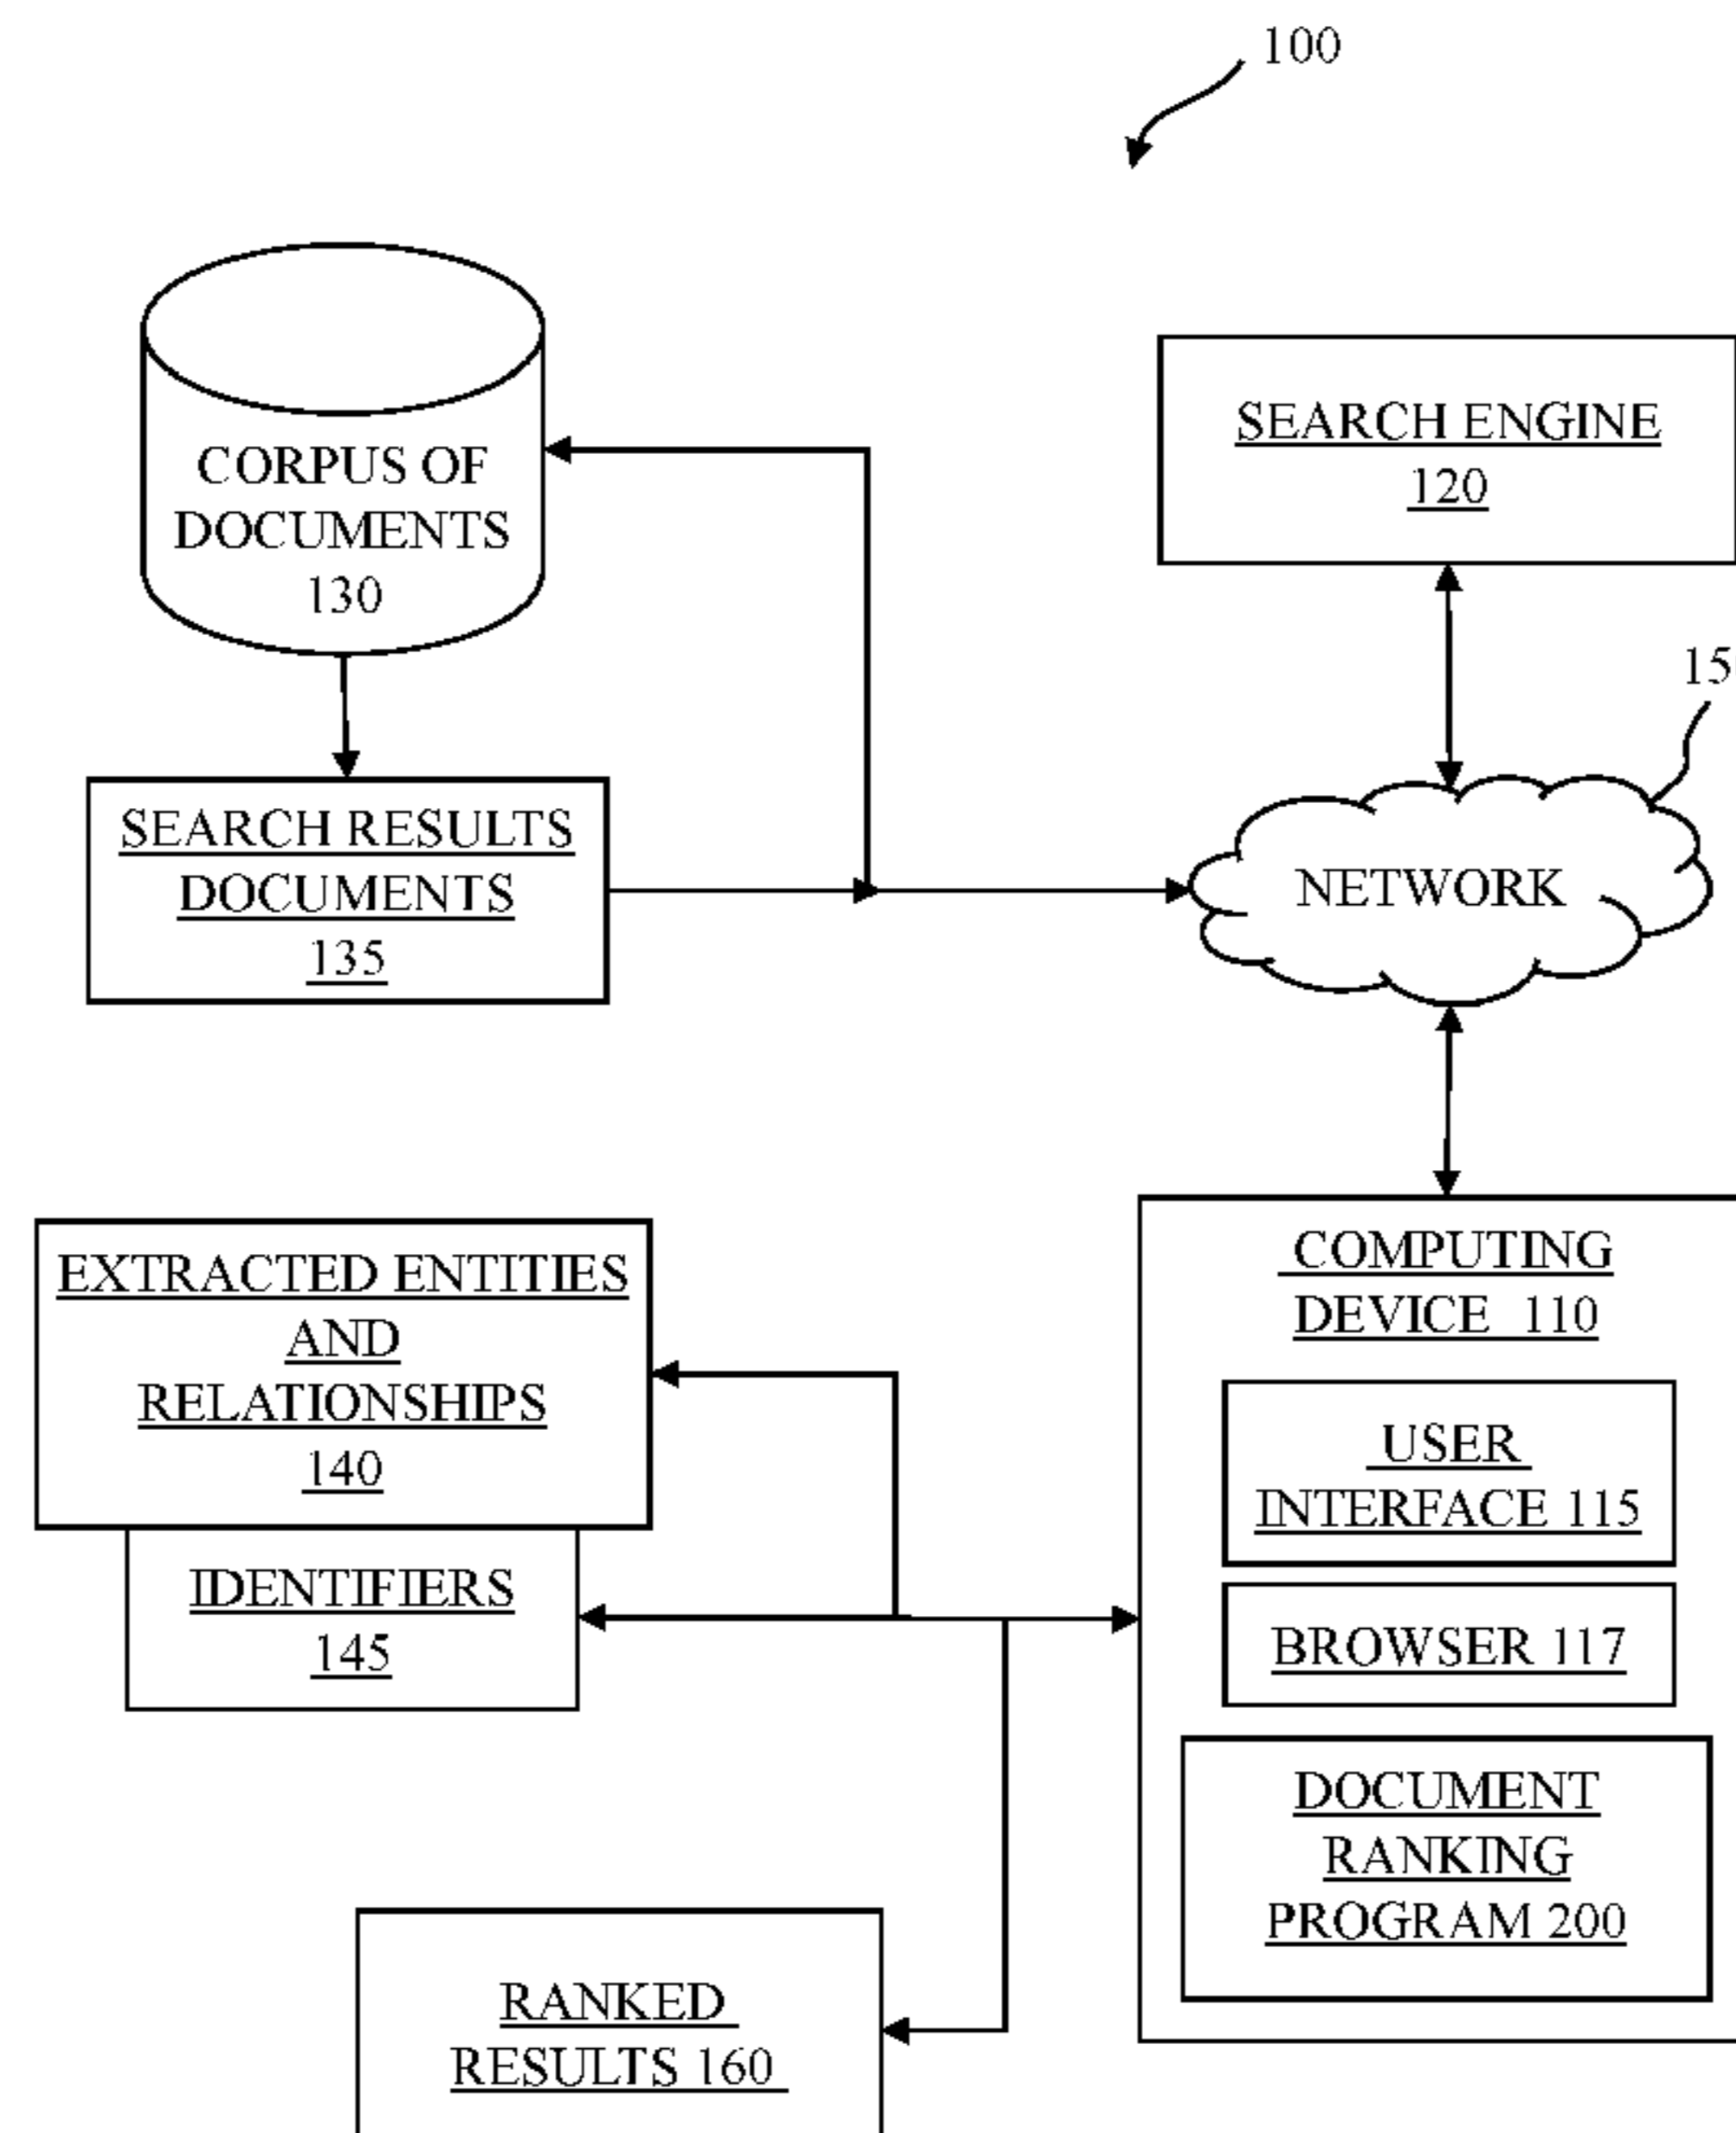 100
CORPUS OF
DOCUMENTS
130
SEARCH ENGINE
120
15
SEARCH RESULTS
DOCUMENTS
135
NETWORK
EXTRACTED ENTITIES
AND
RELATIONSHIPS
140
IDENTIFIERS
145
COMPUTING
DEVICE 110
USER
INTERFACE 115
BROWSER 117
DOCUMENT
RANKING
PROGRAM 200
RANKED
RESULTS 160